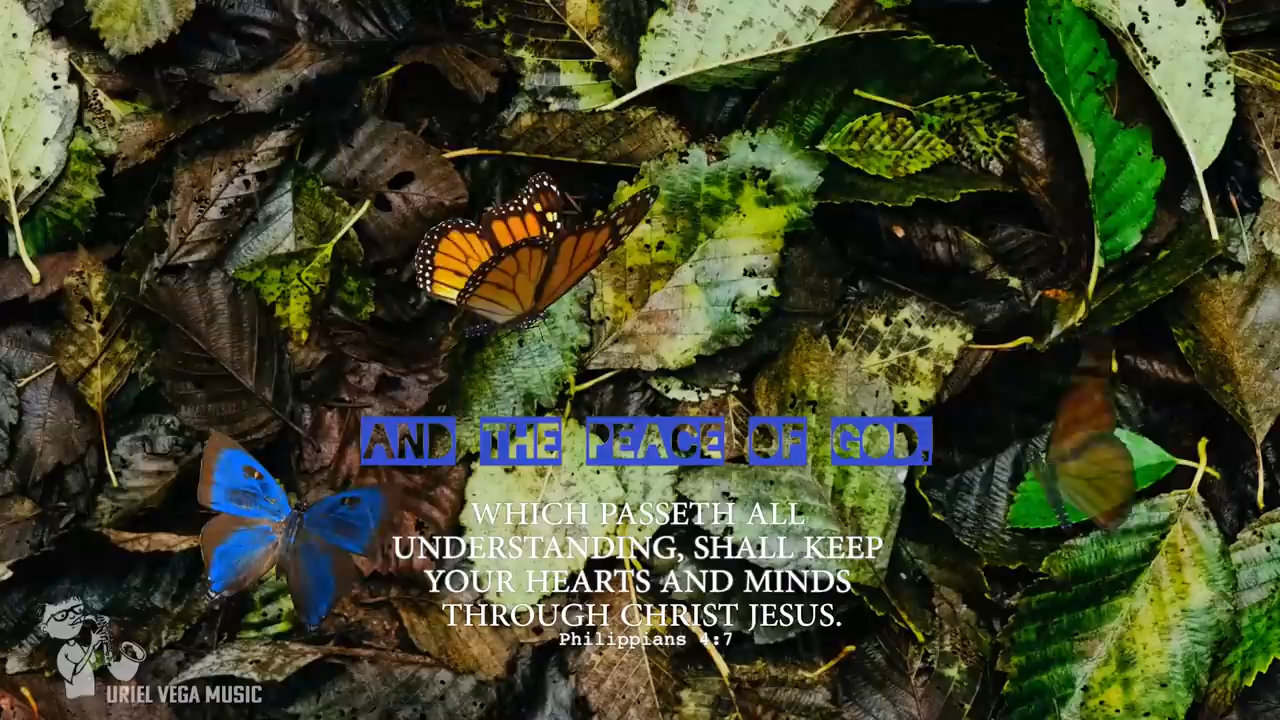 AND THE PEACE OF GOD,
WHICH PASSETH ALL
UNDERSTANDING, SHALL KEEP
YOUR HEARTS AND MINDS
THROUGH CHRIST JESUS.
Philippians 4:7
URIEL VEGA MUSIC